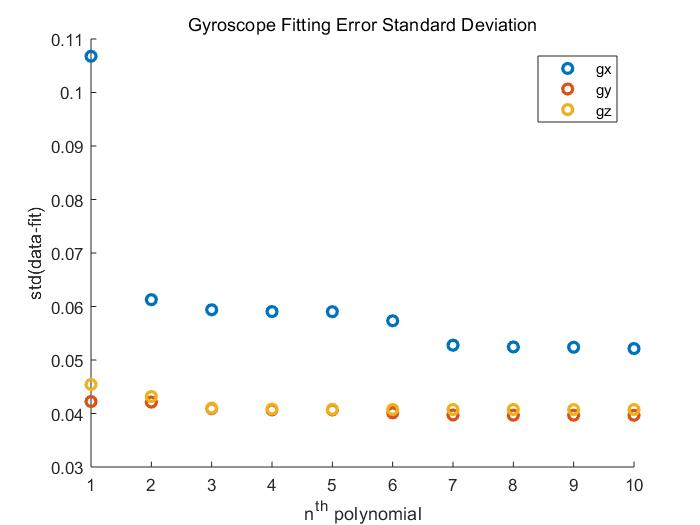 Gyroscope Fitting Error Standard Deviation
0.11
0.1
0.09
0.08
0.07
0.06
0.05
0.04
0.03
std(data-fit)
gx
gy
gz
1 2 3 4 5 6 7 8 9 10
nth polynomial